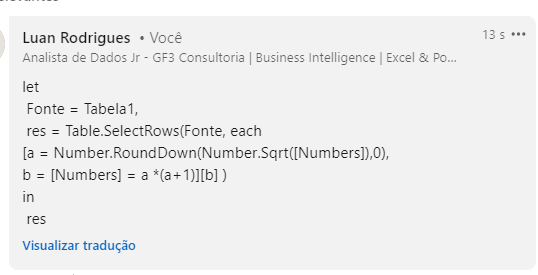 Luan Rodrigues • Você 13 s •••
Analista de Dados Jr - GF3 Consultoria | Business Intelligence | Excel & Po...
let
Fonte = Tabela1,
res = Table.SelectRows(Fonte, each
[a = Number.RoundDown(Number.Sqrt([Numbers]),0),
b = [Numbers] = a *(a+1)][b] )
in
res
Visualizar tradução